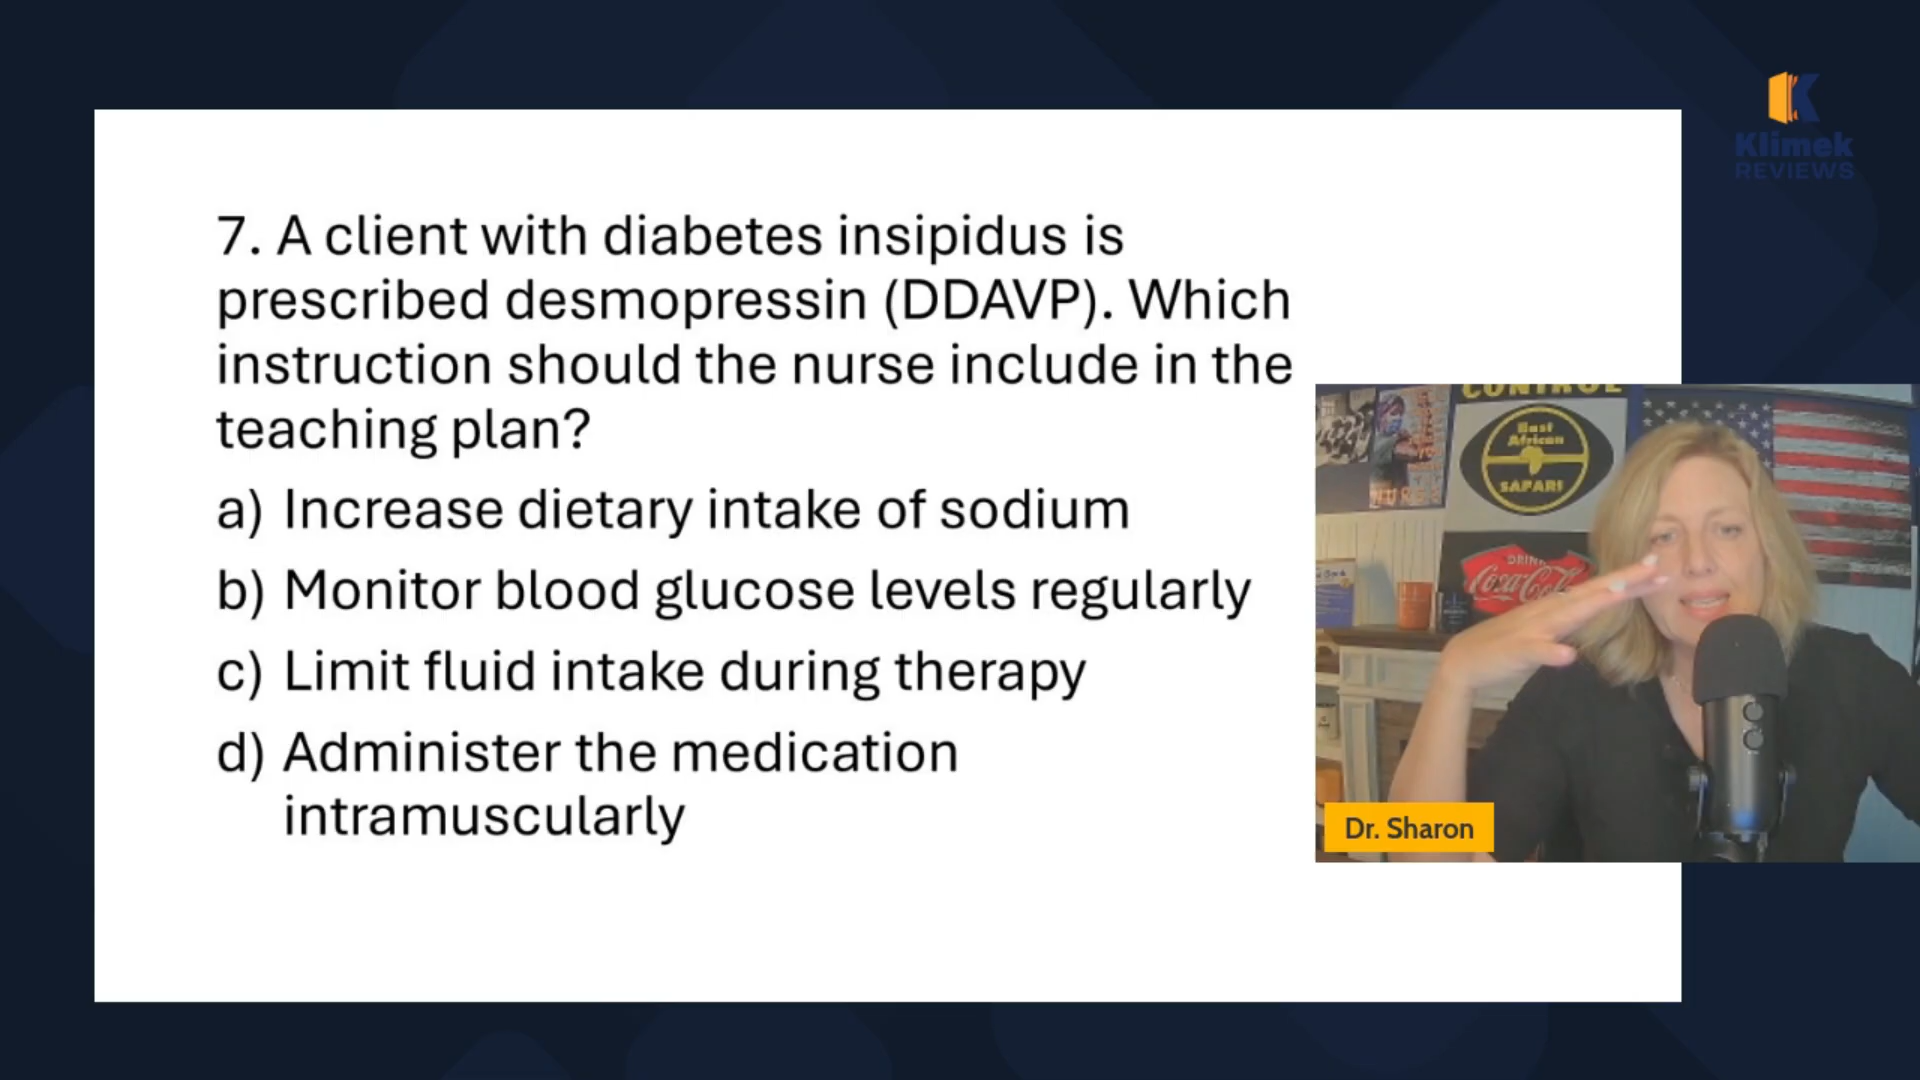 Klimek
REVIEWS
7. A client with diabetes insipidus is
prescribed desmopressin (DDAVP). Which
instruction should the nurse include in the
teaching plan?
a) Increase dietary intake of sodium
b) Monitor blood glucose levels regularly
c) Limit fluid intake during therapy
d) Administer the medication
intramuscularly
CONTROL
East
African
SAFARI
DRINK
Coca-Cola
Dr. Sharon